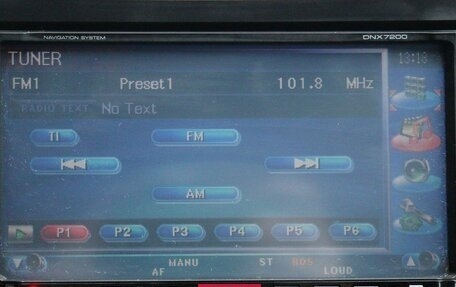 NAVIGATION SYSTEM DNX7200
TUNER 13:13
FM1 Preset1 101.8 MHz
RADIO TEXT No Text
TI FM
AM
P1 P2 P3 P4 P5 P6
MANU ST RDS
AF LOUD